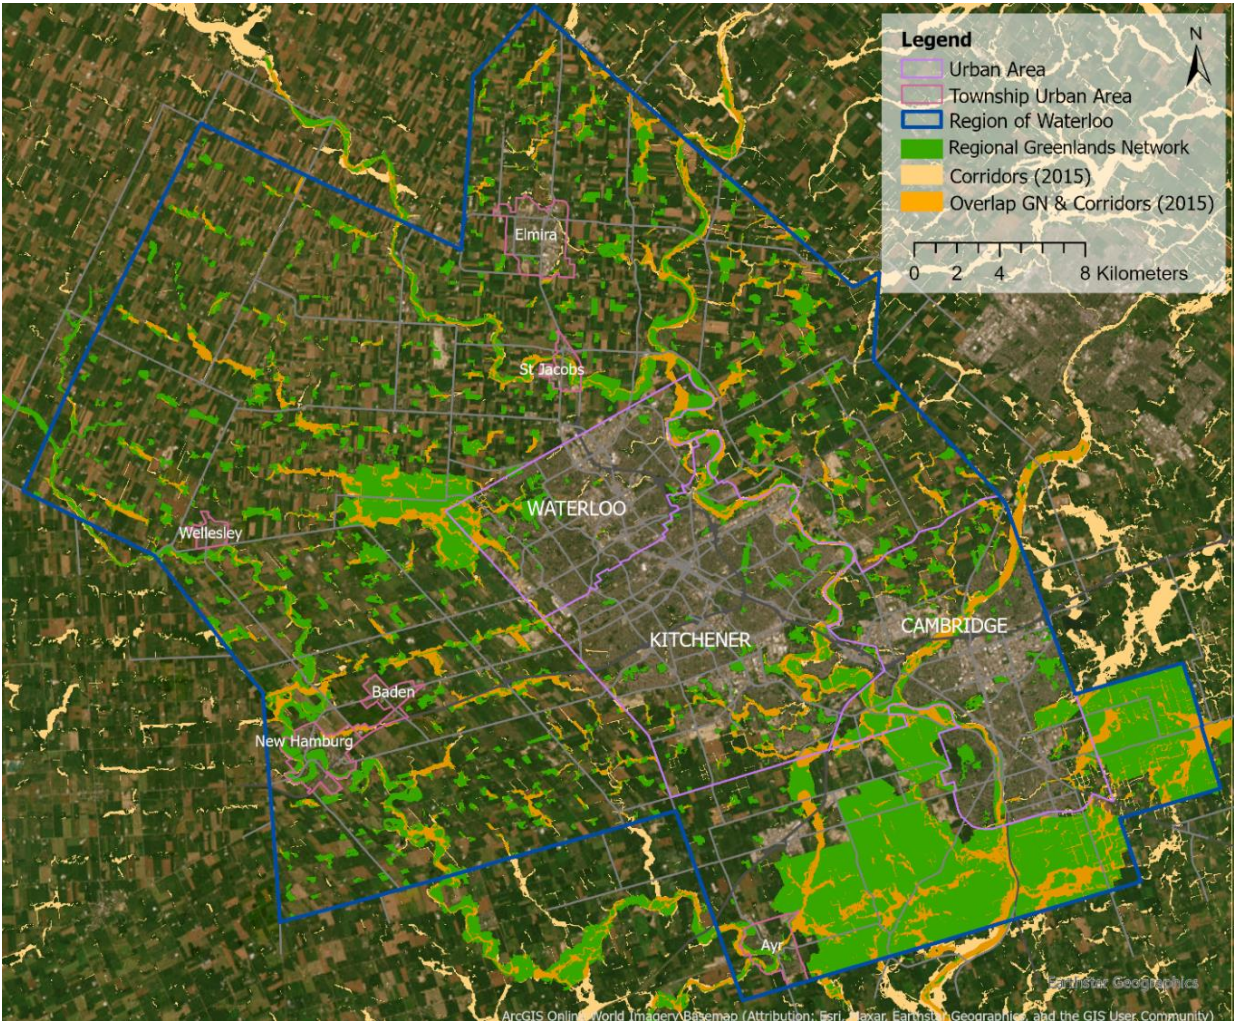 Legend
N
Urban Area
Township Urban Area
Region of Waterloo
Regional Greenlands Network
Corridors (2015)
Overlap GN & Corridors (2015)
0 2 4 8 Kilometers
Elmira
St Jacobs
WATERLOO
Wellesley
KITCHENER
CAMBRIDGE
Baden
New Hamburg
Ayr
Earthstar Geographics
ArcGIS Online World Imagery Basemap (Attribution: Esri, Maxar, Earthstar Geographics, and the GIS User Community)